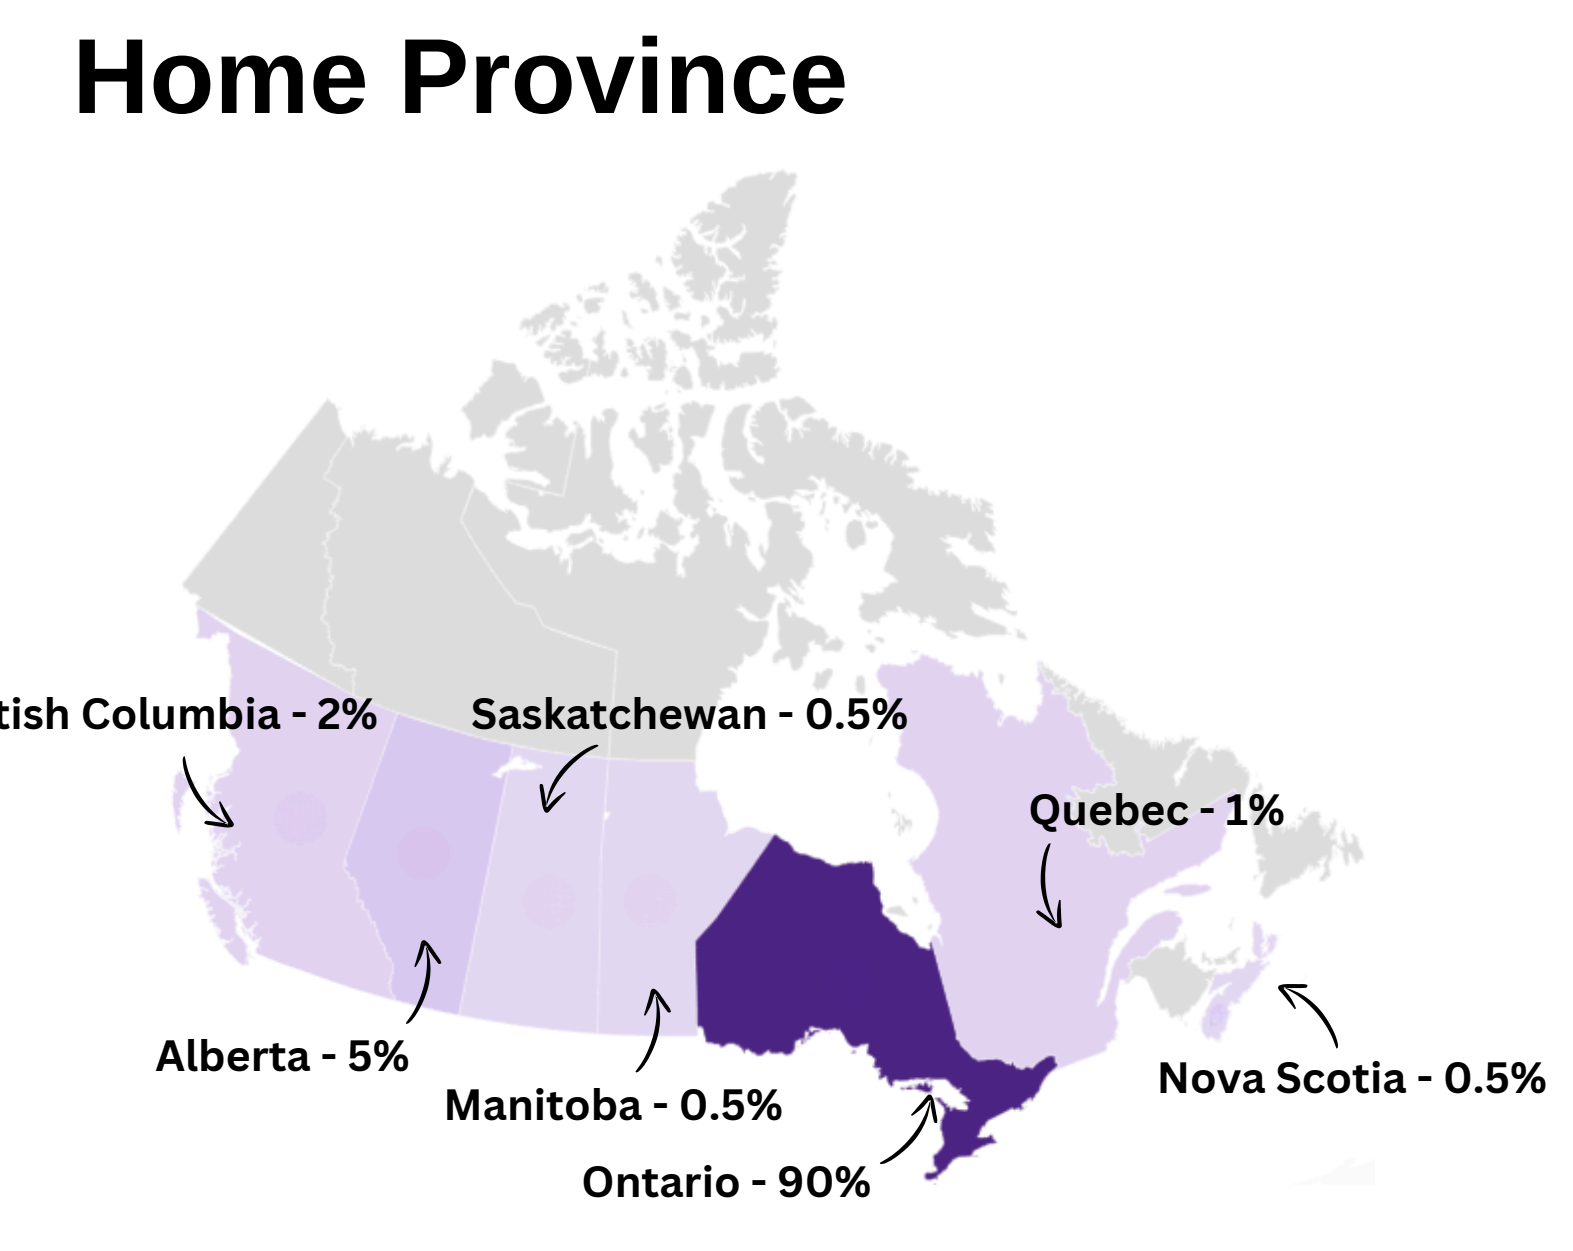 Home Province
tish Columbia - 2%
Saskatchewan - 0.5%
Quebec - 1%
Alberta - 5%
Nova Scotia - 0.5%
Manitoba - 0.5%
Ontario - 90%